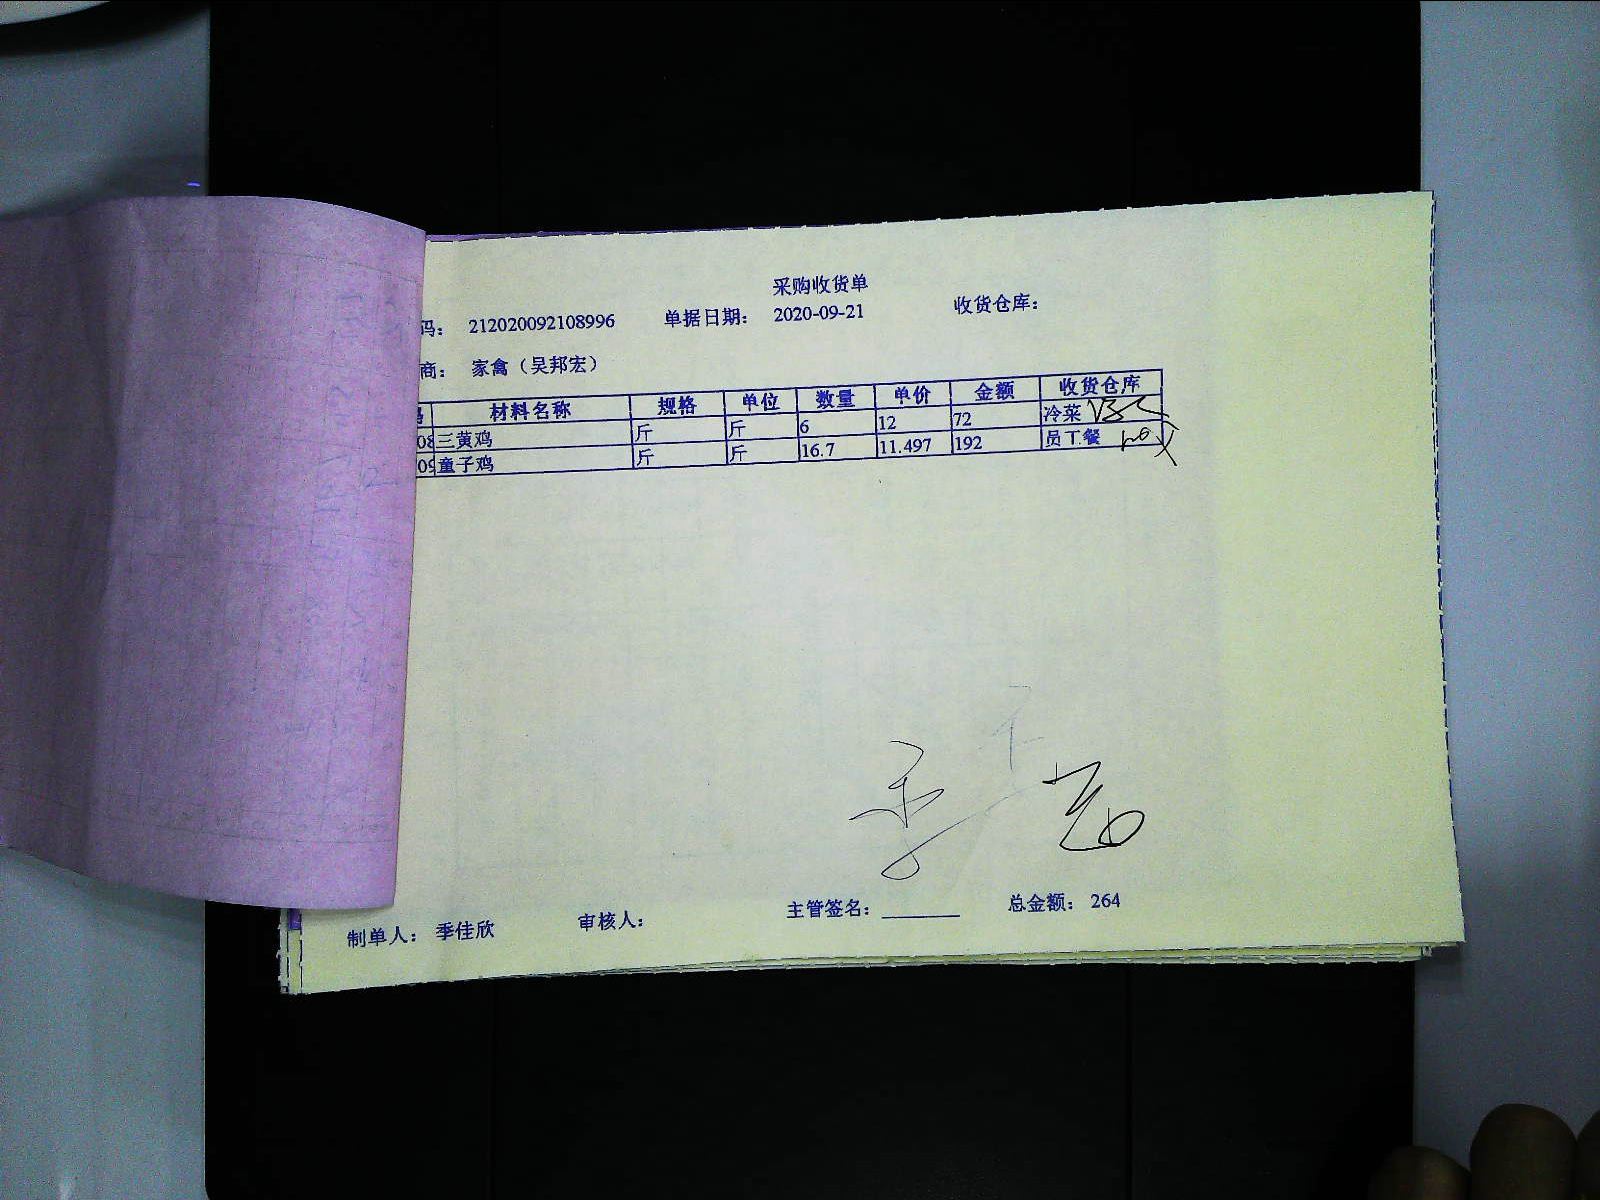 采购收货单
码： 212020092108996 单据日期： 2020-09-21 收货仓库：
商： 家禽（吴邦宏）
材料名称 规格 单位 数量 单价 金额 收货仓库
08 三黄鸡 斤 斤 6 12 72 冷菜
09 童子鸡 斤 斤 16.7 11.497 192 员工餐
制单人： 季佳欣 审核人： 主管签名： 总金额： 264